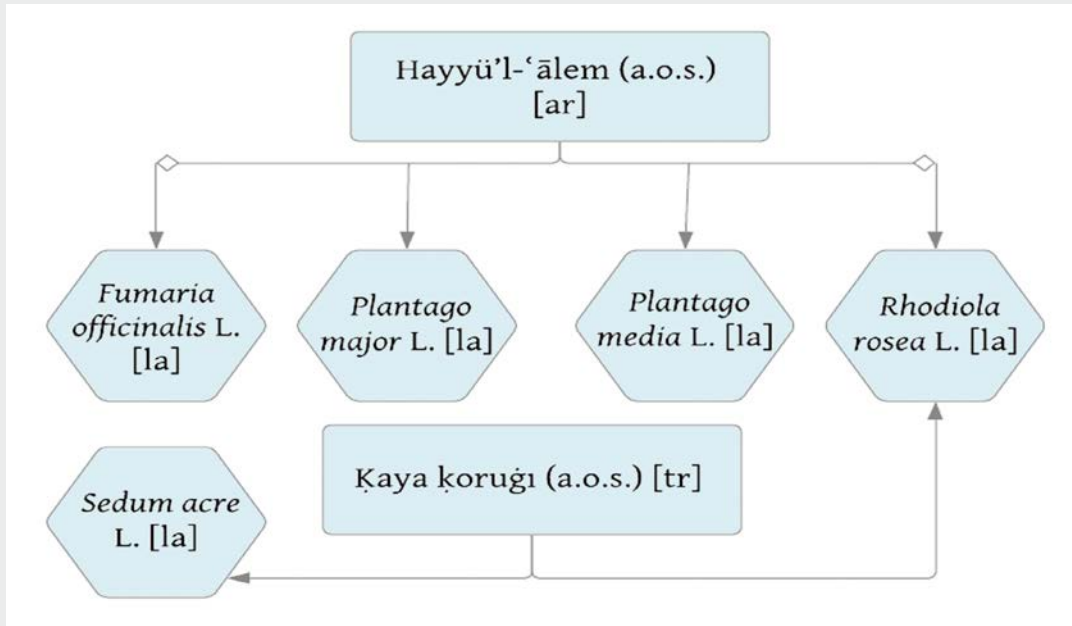 Hayyü’l-‘ālem (a.o.s.)
[ar]
Fumaria
officinalis L.
[la]
Plantago
major L. [la]
Plantago
media L. [la]
Rhodiola
rosea L. [la]
Ḳaya ḳoruġı (a.o.s.) [tr]
Sedum acre
L. [la]